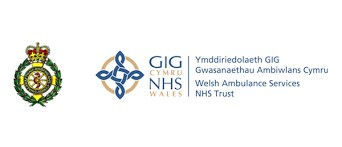 GIG
CYMRU
NHS
WALES
Ymddiriedolaeth GIG
Gwasanaethau Ambiwlans Cymru
Welsh Ambulance Services
NHS Trust